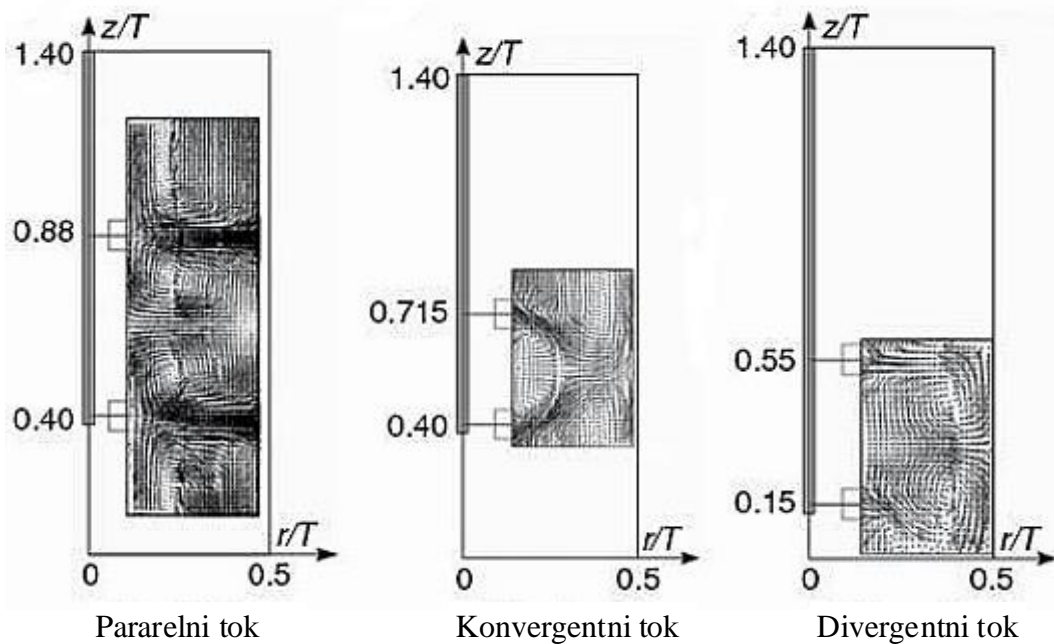 z/T
1.40
0.88
0.40
r/T
0
0.5
Pararelni tok
z/T
1.40
0.715
0.40
r/T
0
0.5
Konvergentni tok
z/T
1.40
0.55
0.15
r/T
0
0.5
Divergentni tok